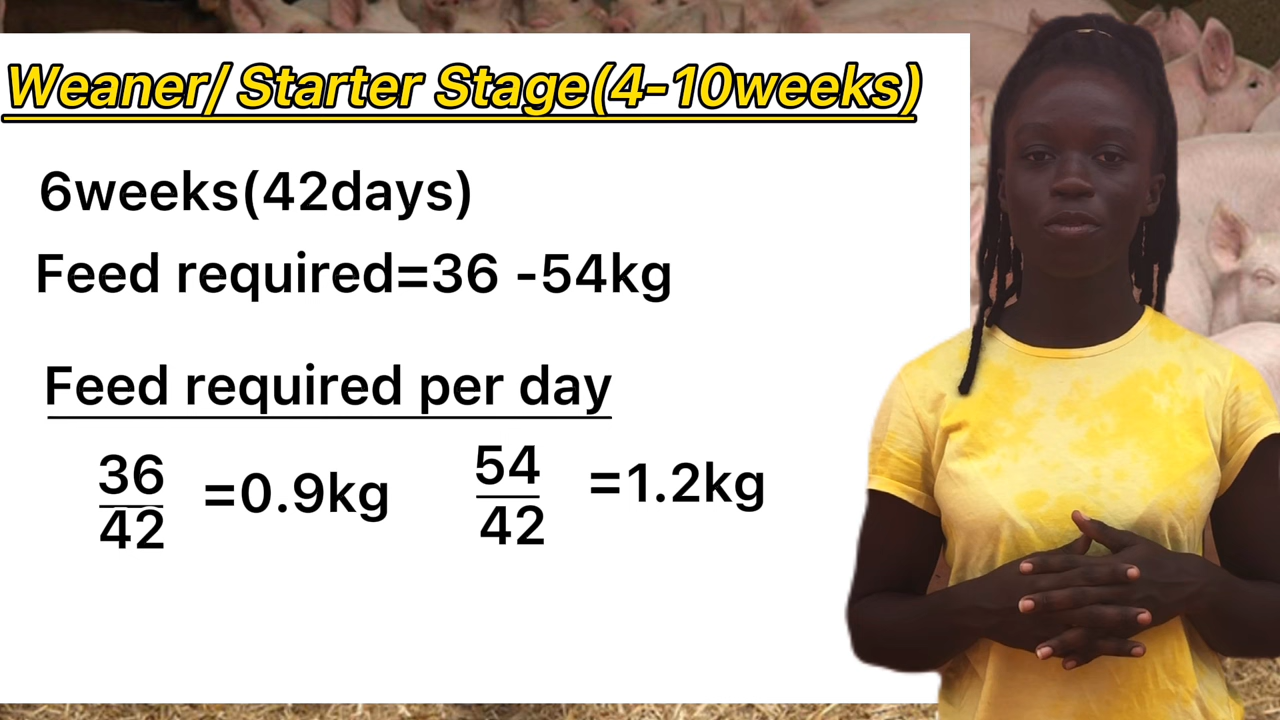 Weaner/ Starter Stage(4-10weeks)
6weeks(42days)
Feed required=36 -54kg
Feed required per day
36
42
=0.9kg
54
42
=1.2kg